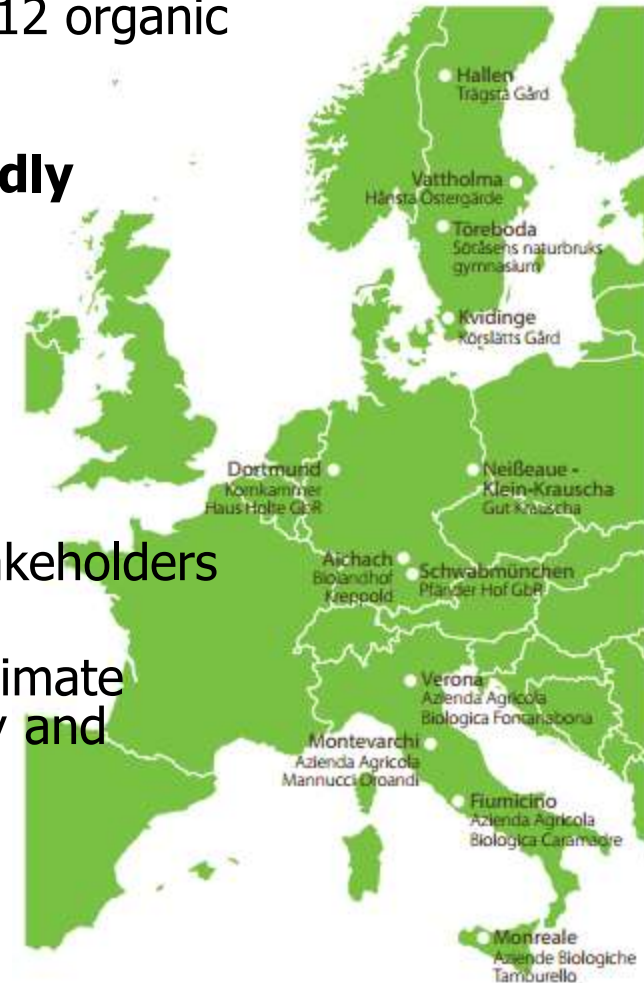 12 organic
dly
akeholders
imate
y and
Hallen
Trägsta Gård
Vattholma
Hånsta Östergärde
Töreboda
Sötåsens naturbruks
gymnasium
Kvidinge
Körslätts Gård
Dortmund
Kornkammer
Haus Holte GbR
Neißeaue -
Klein-Krauscha
Gut Krauscha
Aichach
Biolandhof
Kreppold
Schwabmünchen
Pfänder Hof GbR
Verona
Azienda Agricola
Biologica Fontanabona
Montevarchi
Azienda Agricola
Mannucci Droandi
Fiumicino
Azienda Agricola
Biologica Caramadre
Monreale
Aziende Biologiche
Tamburello